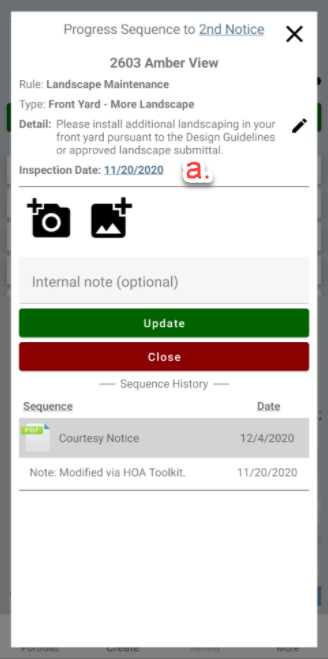 Progress Sequence to 2nd Notice
2603 Amber View
Rule: Landscape Maintenance
Type: Front Yard - More Landscape
Detail: Please install additional landscaping in your
front yard pursuant to the Design Guidelines
or approved landscape submittal.
Inspection Date: 11/20/2020
a.
Internal note (optional)
Update
Close
Sequence History
Sequence Date
PDF
Courtesy Notice 12/4/2020
Note: Modified via HOA Toolkit. 11/20/2020
Portfolio Create Review More